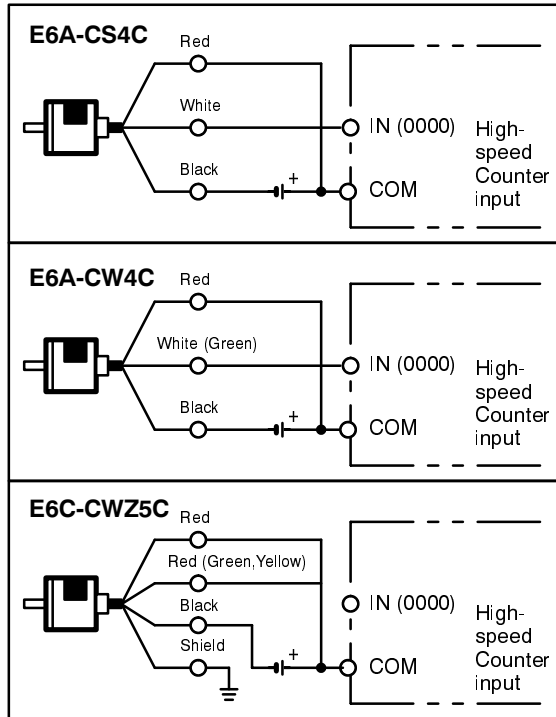 E6A-CS4C
Red
White
IN (0000)
High-
speed
Counter
input
Black
+
COM
E6A-CW4C
Red
White (Green)
IN (0000)
High-
speed
Counter
input
Black
+
COM
E6C-CWZ5C
Red
Red (Green,Yellow)
Black
IN (0000)
High-
speed
Counter
input
Shield
+
COM